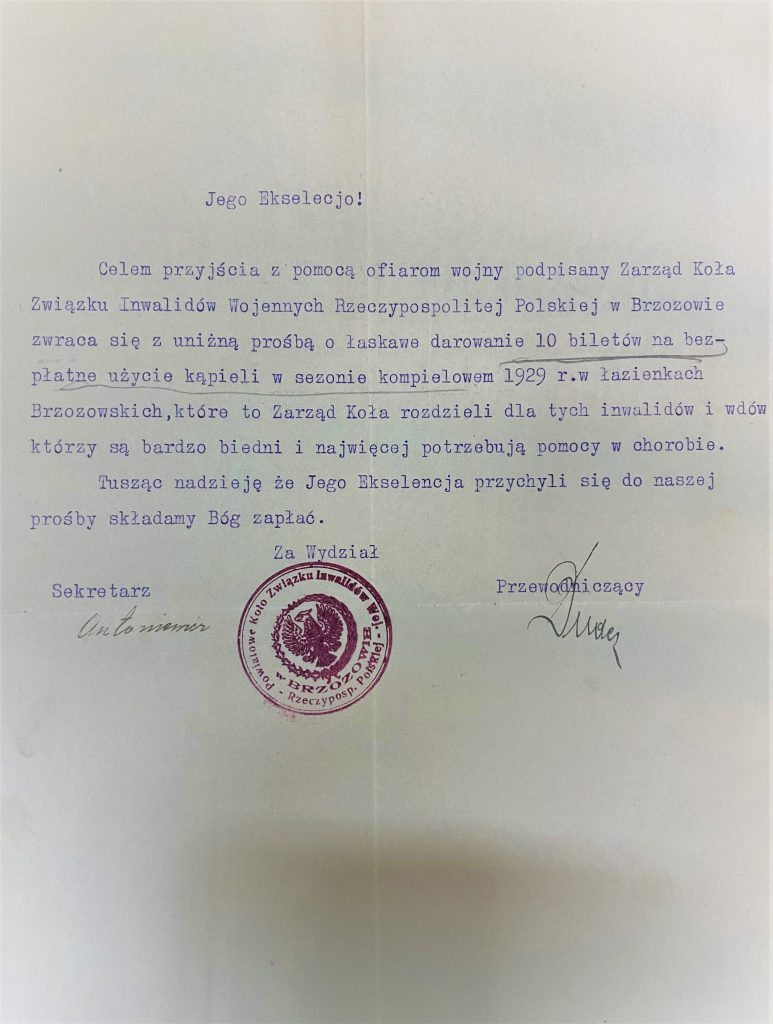 Jego Ekselecjo!
Celem przyjścia z pomocą ofiarom wojny podpisany Zarząd Koła
Związku Inwalidów Wojennych Rzeczypospolitej Polskiej w Brzozowie
zwraca się z uniżną prośbą o łaskawe darowanie 10 biletów na bez-
płatne użycie kąpieli w sezonie kompielowęm 1929 r.w łazienkach
Brzozowskich,które to Zarząd Koła rozdzieli dla tych inwalidów i wdów
którzy są bardzo biedni i najwięcej potrzebują pomocy w chorobie.
Tusząc nadzieję że Jego Ekselencja przychyli się do naszej
prośby składamy Bóg zapłać.
Za Wydział
Sekretarz
Przewodniczący
Powiatowe Koło Związku Inwalidów Woj. - Rzeczyposp. Polskiej -
w BRZOZOWIE